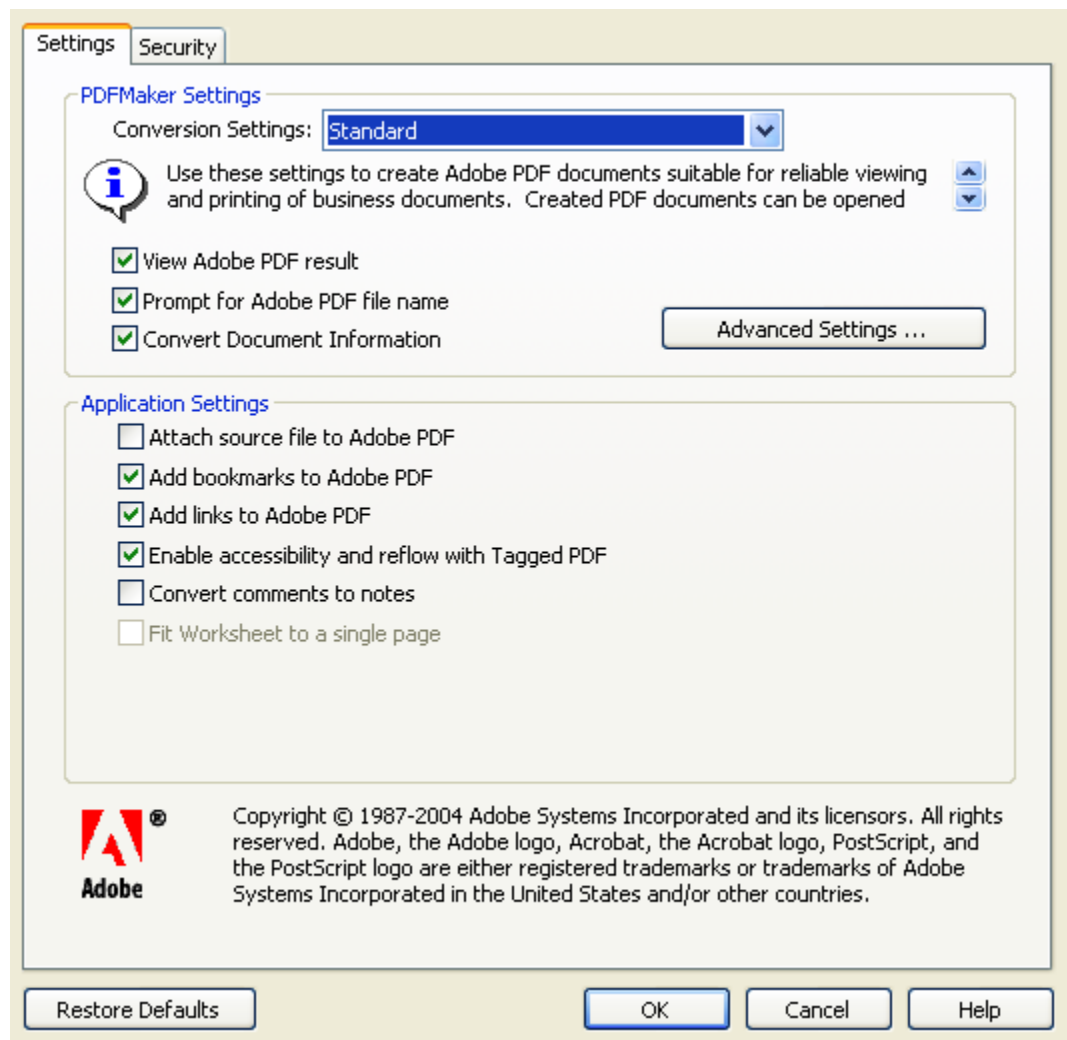 Settings
Security
PDFMaker Settings
Conversion Settings: Standard
Use these settings to create Adobe PDF documents suitable for reliable viewing
and printing of business documents. Created PDF documents can be opened
View Adobe PDF result
Prompt for Adobe PDF file name
Convert Document Information
Advanced Settings ...
Application Settings
Attach source file to Adobe PDF
Add bookmarks to Adobe PDF
Add links to Adobe PDF
Enable accessibility and reflow with Tagged PDF
Convert comments to notes
Fit Worksheet to a single page
®
Adobe
Copyright © 1987-2004 Adobe Systems Incorporated and its licensors. All rights
reserved. Adobe, the Adobe logo, Acrobat, the Acrobat logo, PostScript, and
the PostScript logo are either registered trademarks or trademarks of Adobe
Systems Incorporated in the United States and/or other countries.
Restore Defaults
OK
Cancel
Help